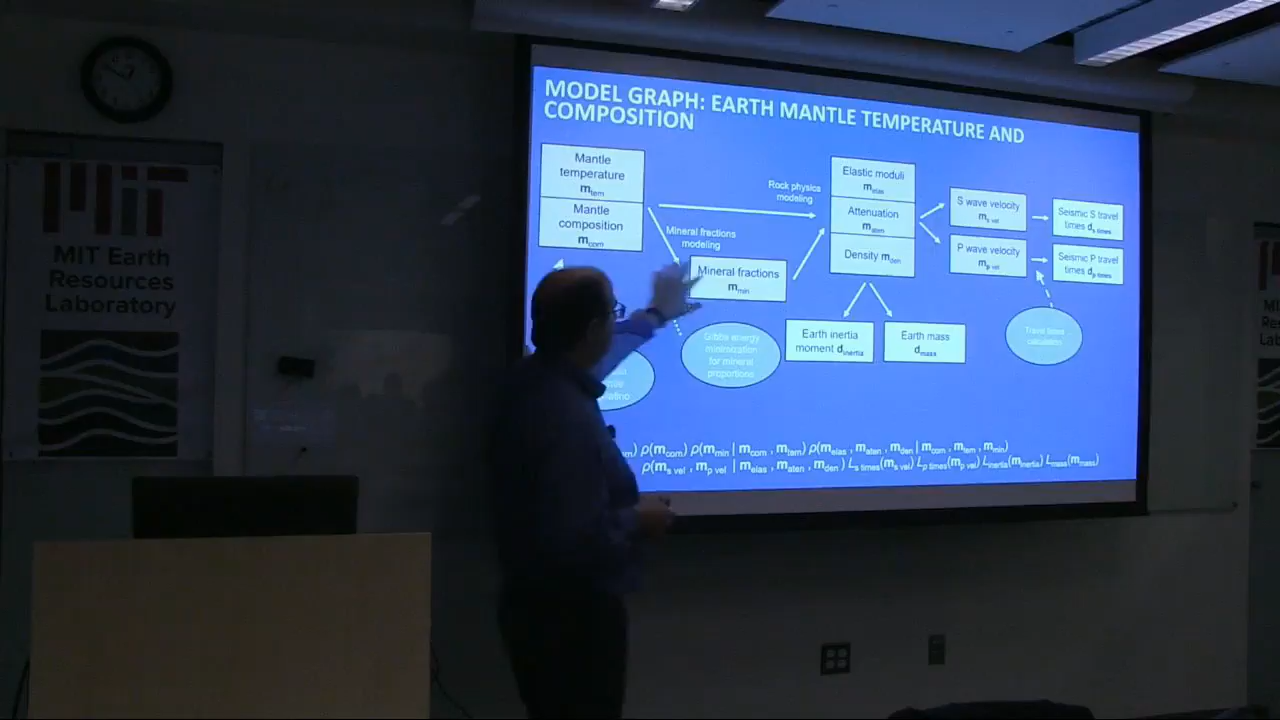 MODEL GRAPH: EARTH MANTLE TEMPERATURE AND
COMPOSITION
Mantle
temperature
m_tem
Mantle
composition
m_com
Rock physics
modeling
Mineral fractions
modeling
Mineral fractions
m_min
Elastic moduli
m_elas
Attenuation
m_aten
Density m_den
S wave velocity
m_s vel
P wave velocity
m_p vel
Seismic S travel
times d_s times
Seismic P travel
times d_p times
Gibbs energy
minimization
for mineral
proportions
Travel times
calculation
Earth inertia
moment d_inertia
Earth mass
d_mass
) ρ(m_com) ρ(m_min | m_com , m_tem) ρ(m_elas , m_aten , m_den | m_com , m_tem , m_min)
ρ(m_s vel , m_p vel | m_elas , m_aten , m_den ) L_s times(m_s vel) L_p times(m_p vel) L_inertia(m_inertia) L_mass(m_mass)
MIT
MIT Earth
Resources
Laboratory
MIT
Resou
Labor